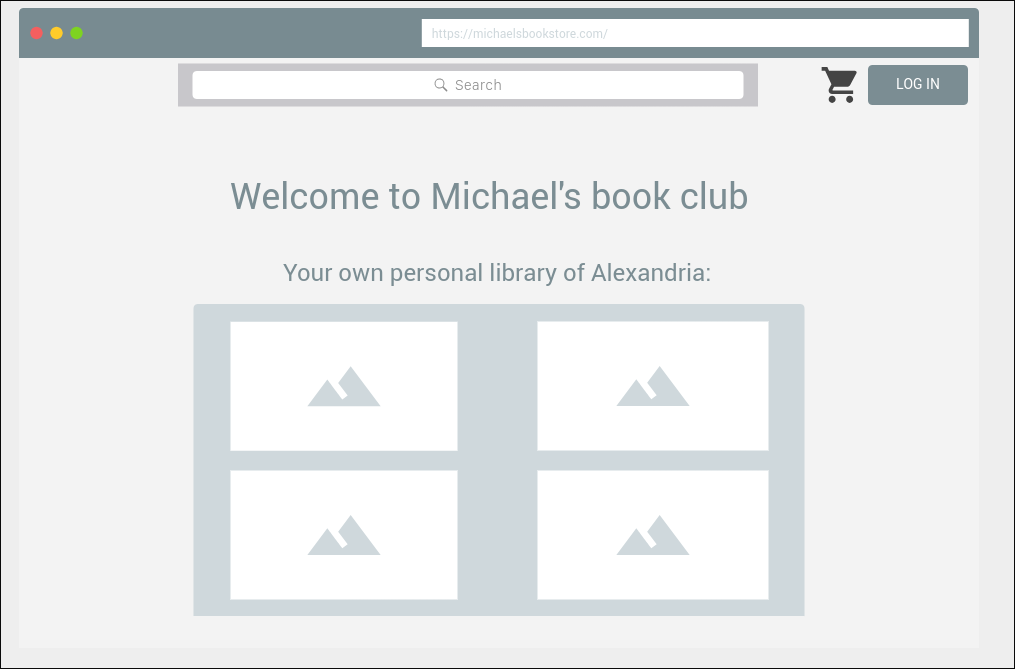 https://michaelsbookstore.com/
Search
LOG IN
Welcome to Michael's book club
Your own personal library of Alexandria: